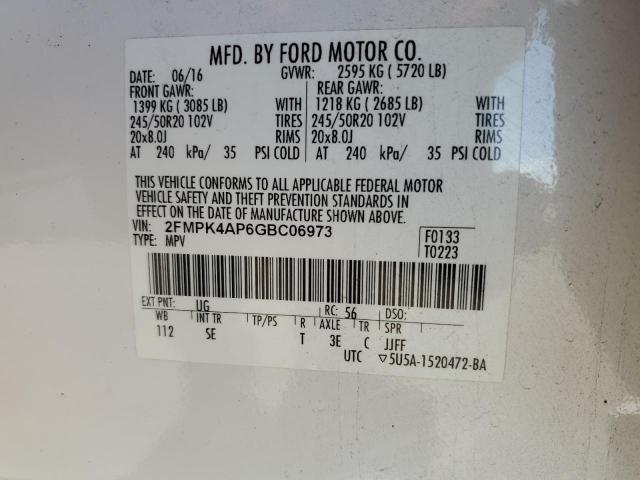 MFD. BY FORD MOTOR CO.
DATE: 06/16 GVWR: 2595 KG ( 5720 LB)
FRONT GAWR: REAR GAWR:
1399 KG ( 3085 LB) WITH 1218 KG ( 2685 LB) WITH
245/50R20 102V TIRES 245/50R20 102V TIRES
20x8.0J RIMS 20x8.0J RIMS
AT 240 kPa/ 35 PSI COLD AT 240 kPa/ 35 PSI COLD
THIS VEHICLE CONFORMS TO ALL APPLICABLE FEDERAL MOTOR
VEHICLE SAFETY AND THEFT PREVENTION STANDARDS IN
EFFECT ON THE DATE OF MANUFACTURE SHOWN ABOVE.
VIN: 2FMPK4AP6GBC06973 F0133
TYPE: MPV T0223
EXT PNT: UG RC: 56 DSO:
WB INT TR TP/PS R AXLE TR SPR
112 SE T 3E C JJFF
UTC ▽5U5A-1520472-BA